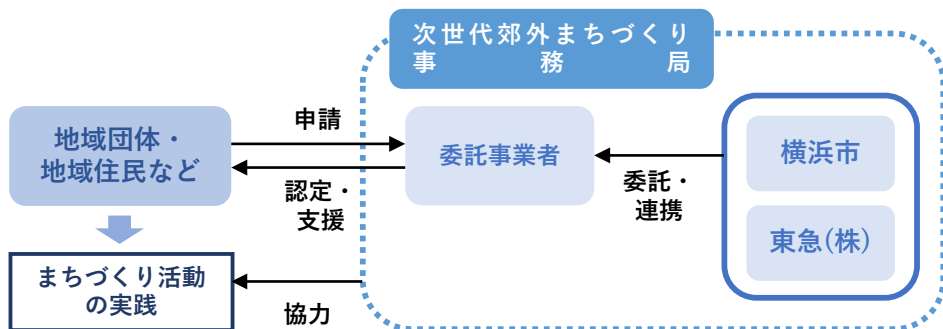 次世代郊外まちづくり
事務局
地域団体・
地域住民など
申請
認定・
支援
委託事業者
委託・
連携
横浜市
東急(株)
まちづくり活動
の実践
協力